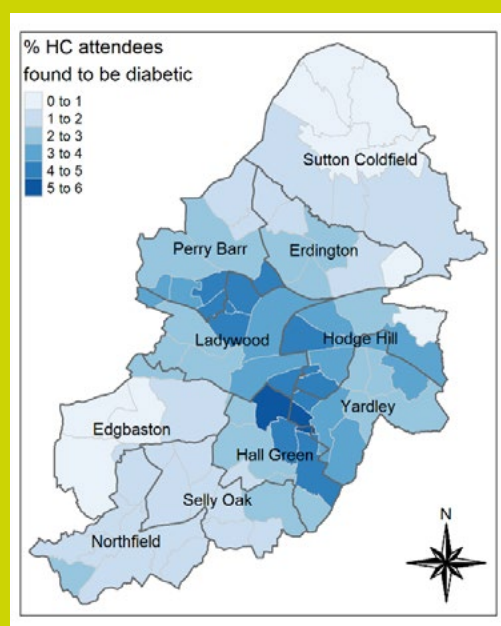 % HC attendees
found to be diabetic
0 to 1
1 to 2
2 to 3
3 to 4
4 to 5
5 to 6
Sutton Coldfield
Perry Barr
Erdington
Ladywood
Hodge Hill
Yardley
Edgbaston
Hall Green
Selly Oak
Northfield
N